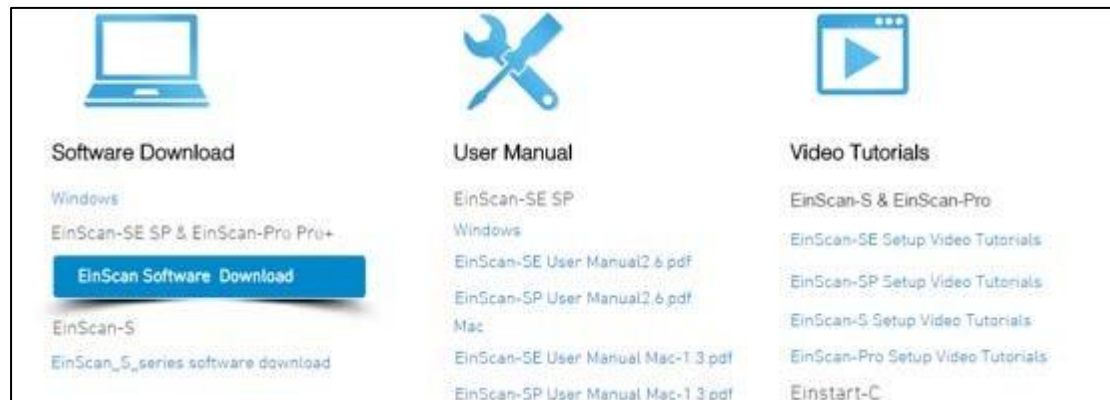 Software Download
Windows
EinScan-SE SP & EinScan-Pro Pro+
EinScan Software Download
EinScan-S
EinScan_S_series software download
User Manual
EinScan-SE SP
Windows
EinScan-SE User Manual2.6.pdf
EinScan-SP User Manual2.6.pdf
Mac
EinScan-SE User Manual Mac-1.3.pdf
EinScan-SP User Manual Mac-1.3.pdf
Video Tutorials
EinScan-S & EinScan-Pro
EinScan-SE Setup Video Tutorials
EinScan-SP Setup Video Tutorials
EinScan-S Setup Video Tutorials
EinScan-Pro Setup Video Tutorials
Einstart-C